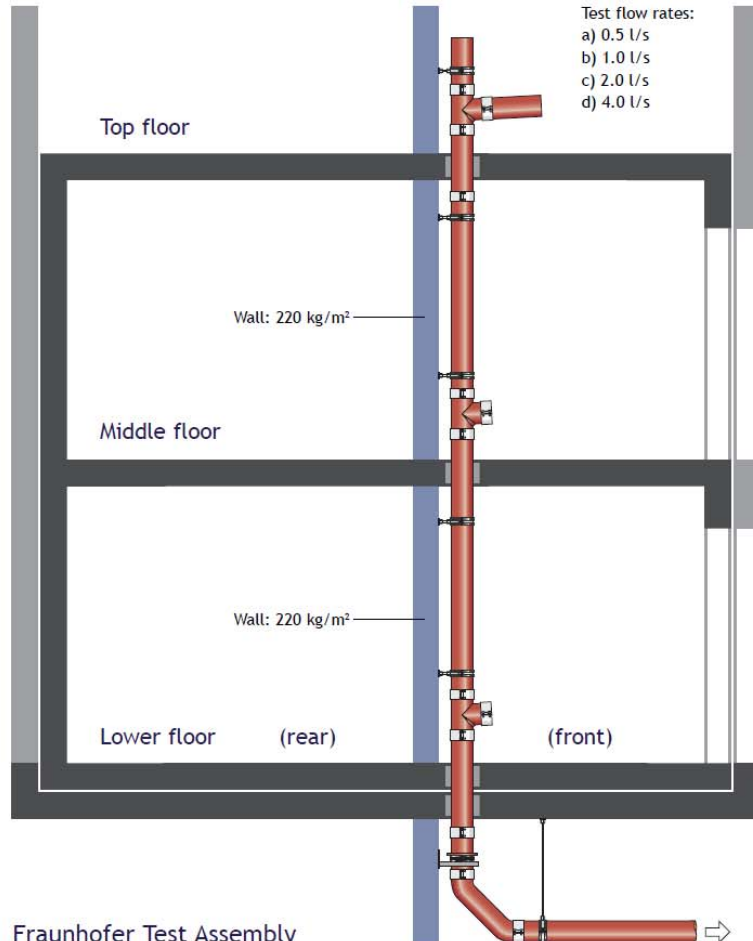 Test flow rates:
a) 0.5 l/s
b) 1.0 l/s
c) 2.0 l/s
d) 4.0 l/s
Top floor
Wall: 220 kg/m²
Middle floor
Wall: 220 kg/m²
Lower floor (rear) (front)
Fraunhofer Test Assembly